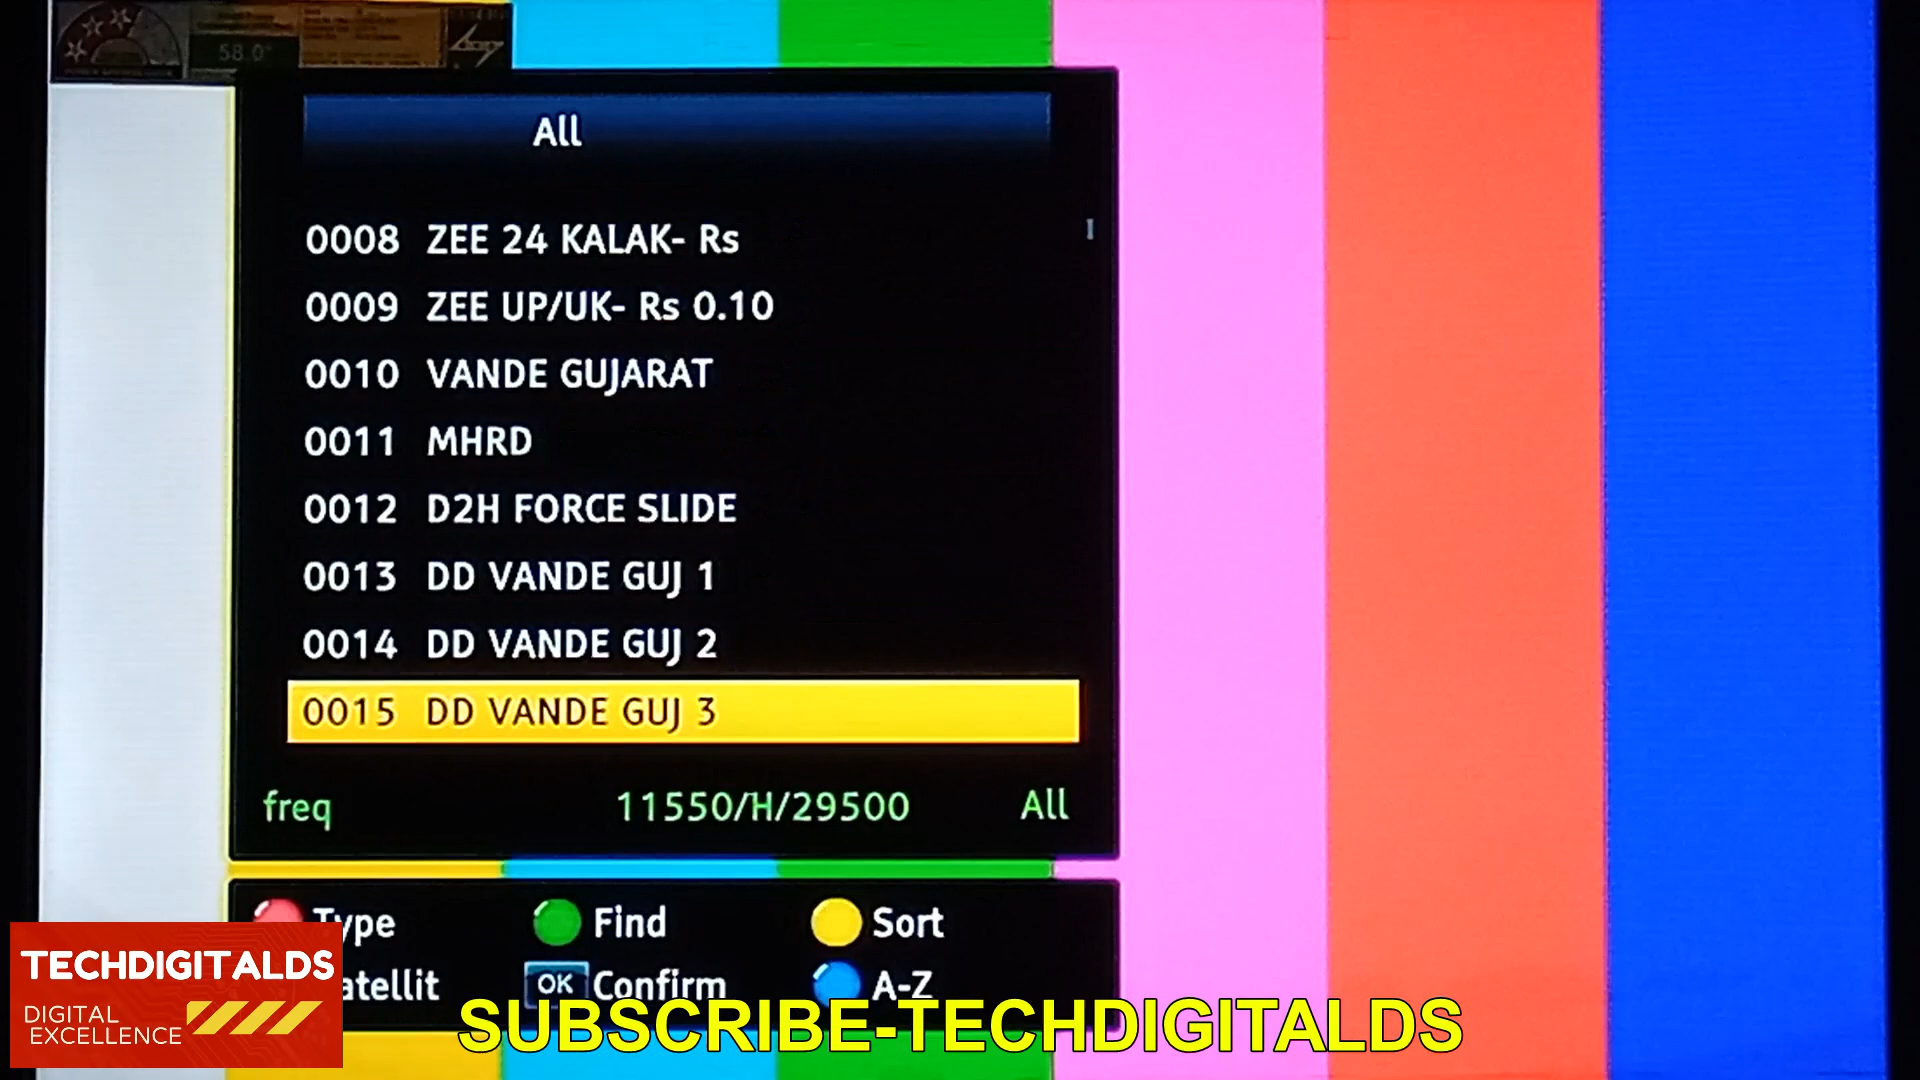 58.0°
All
0008 ZEE 24 KALAK- Rs
0009 ZEE UP/UK- Rs 0.10
0010 VANDE GUJARAT
0011 MHRD
0012 D2H FORCE SLIDE
0013 DD VANDE GUJ 1
0014 DD VANDE GUJ 2
0015 DD VANDE GUJ 3
freq 11550/H/29500 All
Type Find Sort
atellit OK Confirm A-Z
TECHDIGITALDS
DIGITAL
EXCELLENCE
SUBSCRIBE-TECHDIGITALDS